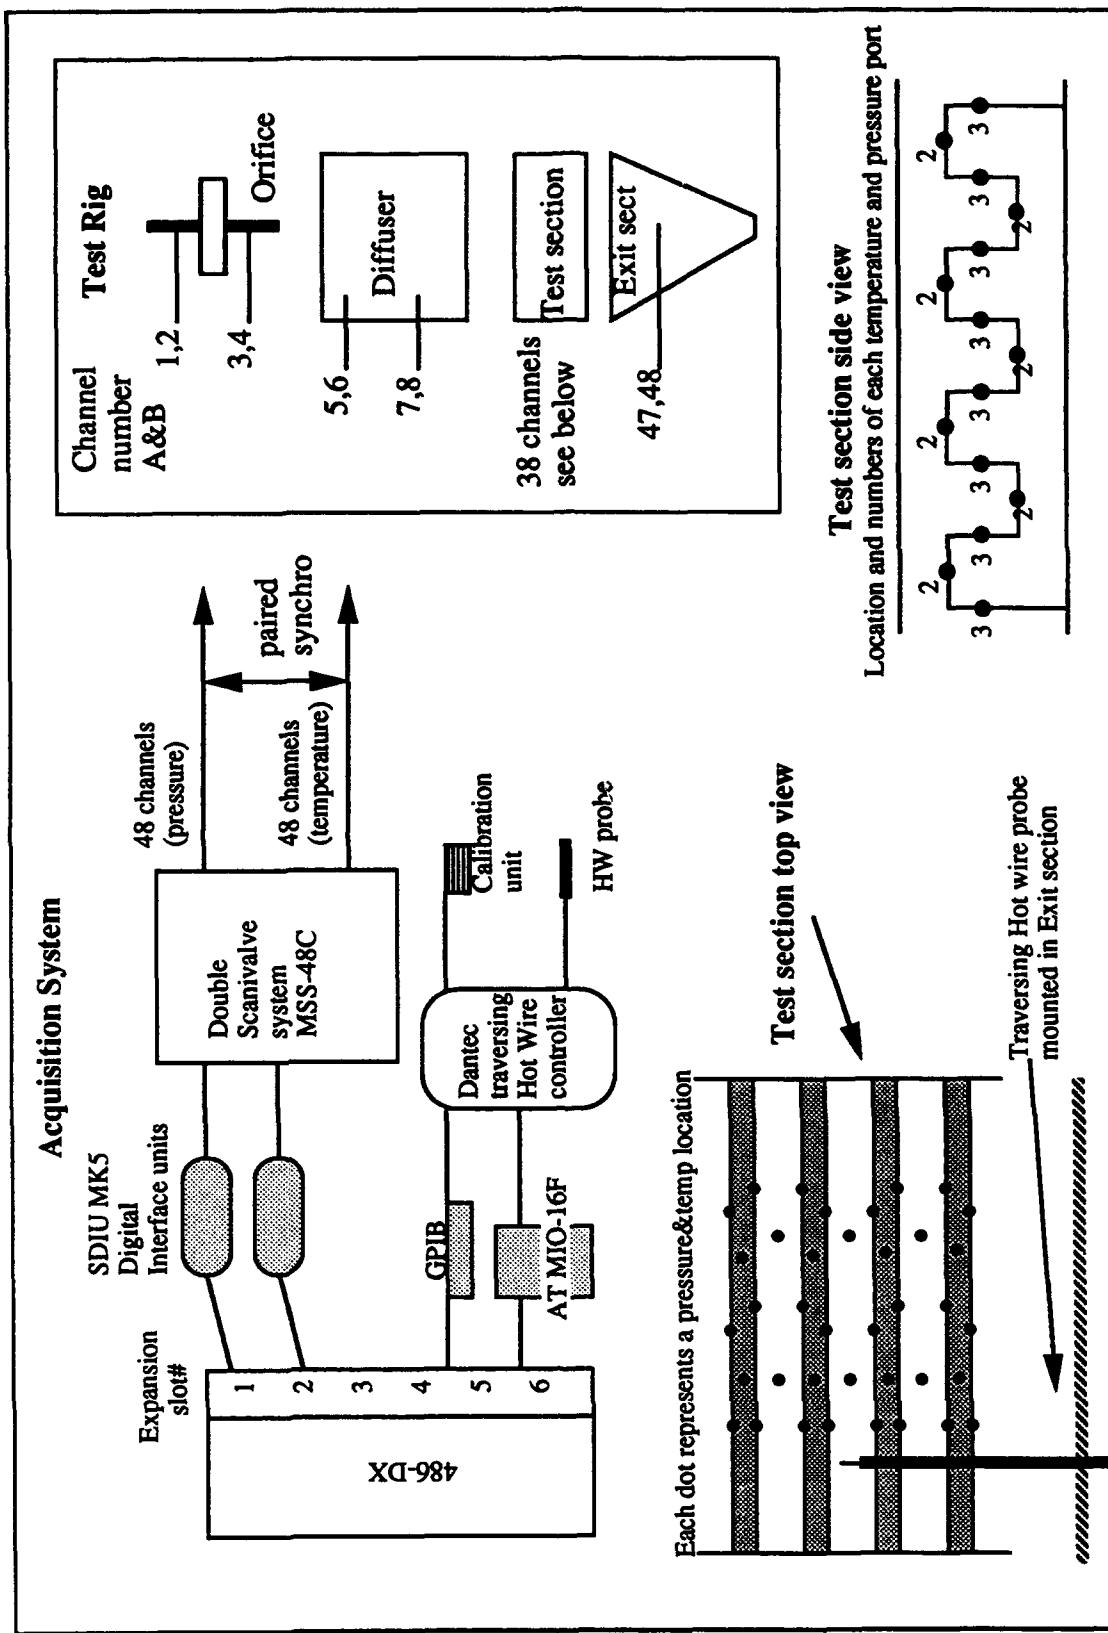 Acquisition System
Expansion
slot#
486-DX
1
2
3
4
5
6
SDIU MK5
Digital
Interface units
GPIB
AT MIO-16F
Double
Scanivalve
system
MSS-48C
Dantec
traversing
Hot Wire
controller
48 channels
(pressure)
48 channels
(temperature)
paired
synchro
Calibration
unit
HW probe
Channel
number
A&B
Test Rig
1,2
3,4
Orifice
5,6
7,8
Diffuser
38 channels
see below
Test section
47,48
Exit sect
Each dot represents a pressure&temp location
Test section top view
Traversing Hot wire probe
mounted in Exit section
Test section side view
Location and numbers of each temperature and pressure port
3
2
3
2
3
2
3
2
3
2
3
2
3
2
3